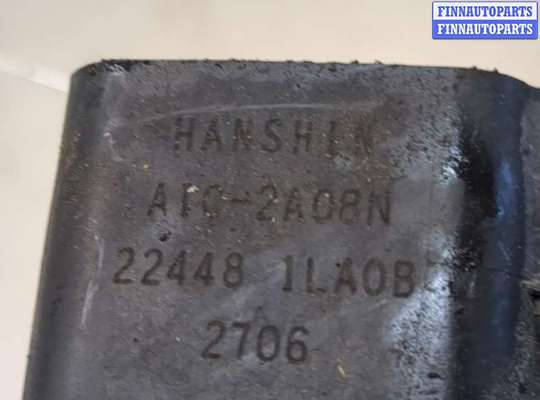 FINNAUTOPARTS
FINNAUTOPARTS
HANSHIN
AIC-2A08N
22448 1LA0B
2706